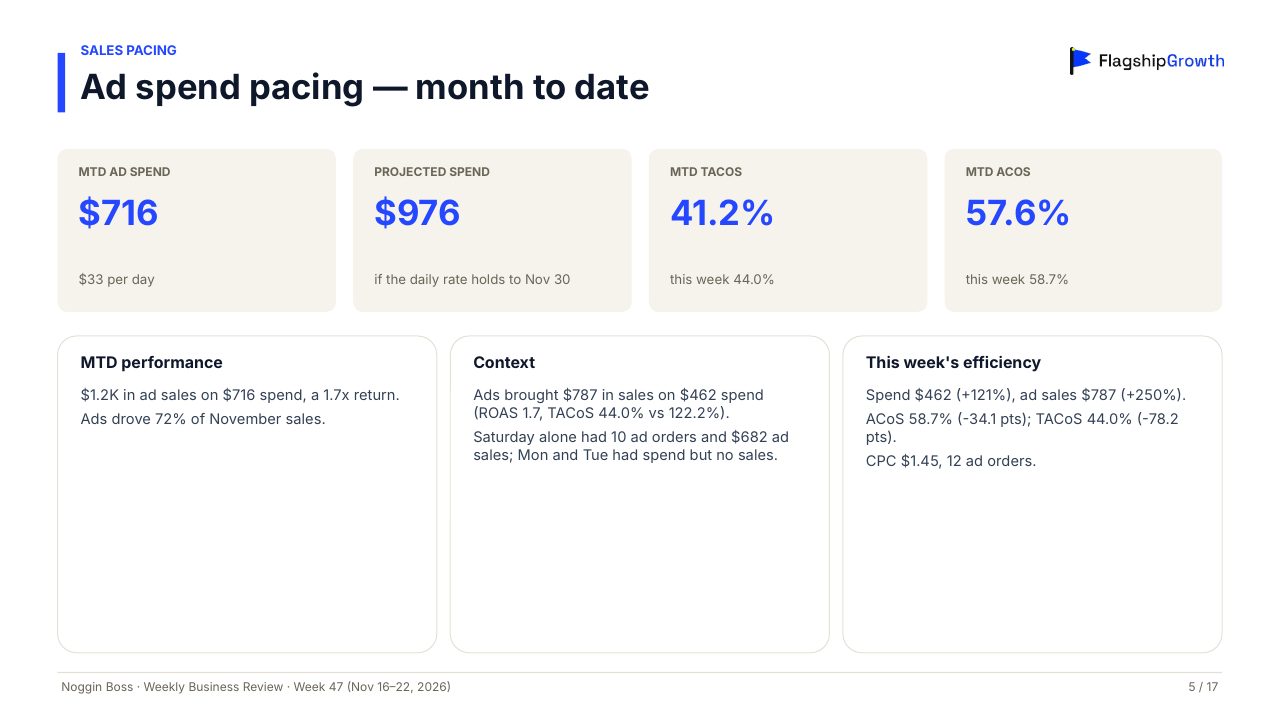 SALES PACING
Ad spend pacing — month to date
FlagshipGrowth
MTD AD SPEND
$716
$33 per day
PROJECTED SPEND
$976
if the daily rate holds to Nov 30
MTD TACOS
41.2%
this week 44.0%
MTD ACOS
57.6%
this week 58.7%
MTD performance
$1.2K in ad sales on $716 spend, a 1.7x return.
Ads drove 72% of November sales.
Context
Ads brought $787 in sales on $462 spend
(ROAS 1.7, TACoS 44.0% vs 122.2%).
Saturday alone had 10 ad orders and $682 ad
sales; Mon and Tue had spend but no sales.
This week's efficiency
Spend $462 (+121%), ad sales $787 (+250%).
ACoS 58.7% (-34.1 pts); TACoS 44.0% (-78.2
pts).
CPC $1.45, 12 ad orders.
Noggin Boss · Weekly Business Review · Week 47 (Nov 16–22, 2026)
5 / 17